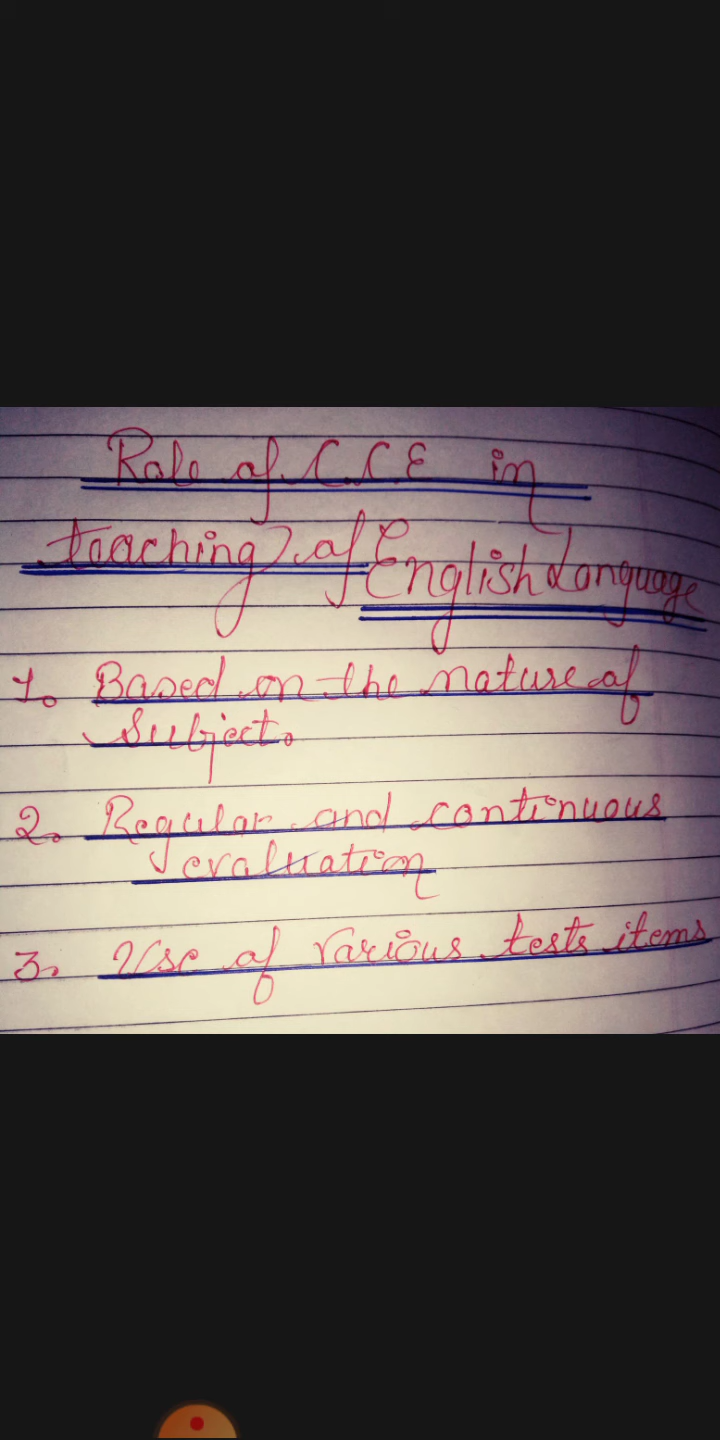 Role of C.C.E in
teaching of English Language
1. Based on the nature of
Subject.
2. Regular and continuous
evaluation
3. Use of Various tests items